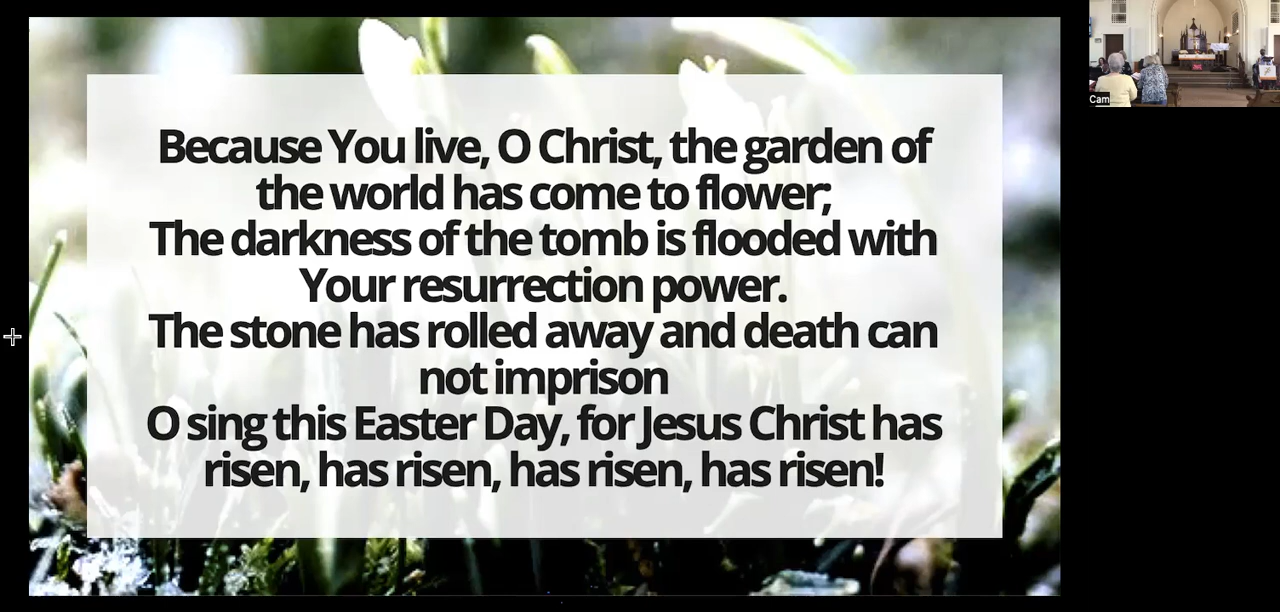 Because You live, O Christ, the garden of
the world has come to flower;
The darkness of the tomb is flooded with
Your resurrection power.
The stone has rolled away and death can
not imprison
O sing this Easter Day, for Jesus Christ has
risen, has risen, has risen, has risen!
Cam